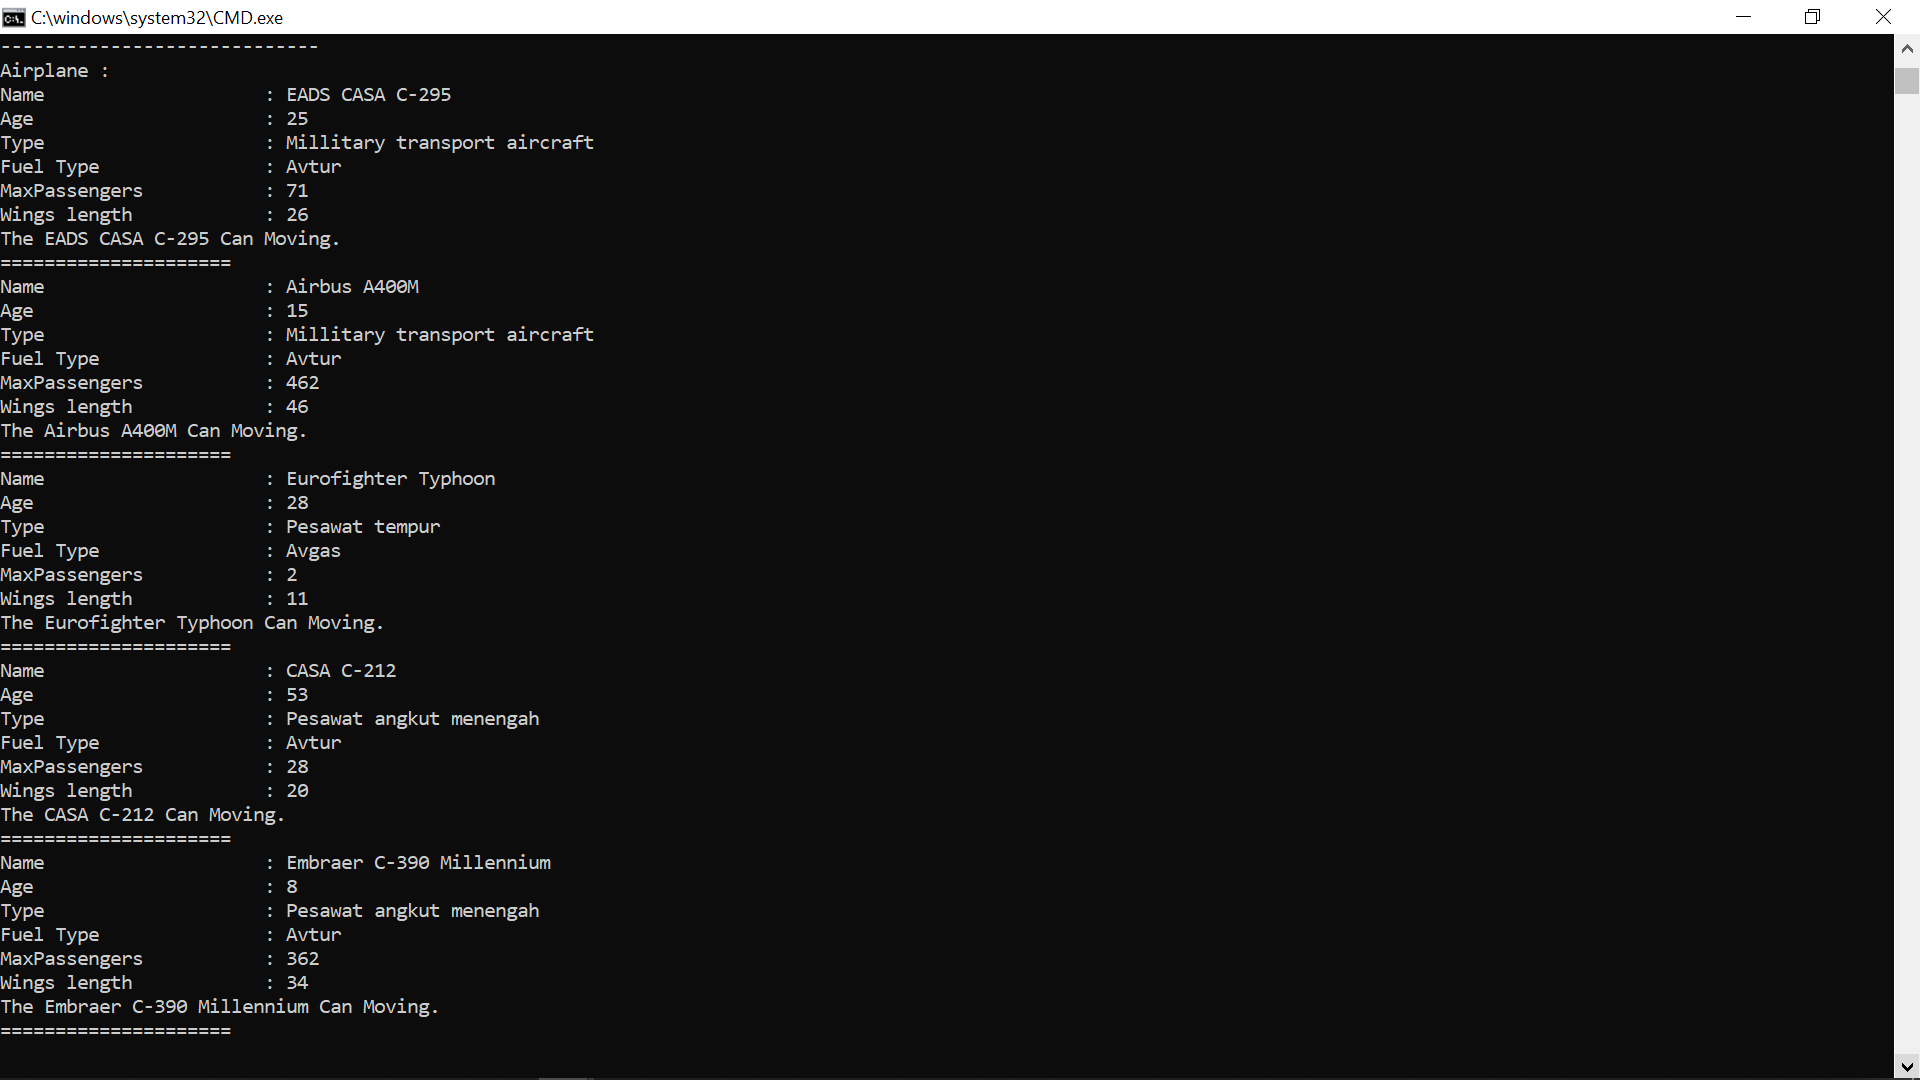 C:\windows\system32\CMD.exe
-----------------------------
Airplane :
Name : EADS CASA C-295
Age : 25
Type : Millitary transport aircraft
Fuel Type : Avtur
MaxPassengers : 71
Wings length : 26
The EADS CASA C-295 Can Moving.
=====================
Name : Airbus A400M
Age : 15
Type : Millitary transport aircraft
Fuel Type : Avtur
MaxPassengers : 462
Wings length : 46
The Airbus A400M Can Moving.
=====================
Name : Eurofighter Typhoon
Age : 28
Type : Pesawat tempur
Fuel Type : Avgas
MaxPassengers : 2
Wings length : 11
The Eurofighter Typhoon Can Moving.
=====================
Name : CASA C-212
Age : 53
Type : Pesawat angkut menengah
Fuel Type : Avtur
MaxPassengers : 28
Wings length : 20
The CASA C-212 Can Moving.
=====================
Name : Embraer C-390 Millennium
Age : 8
Type : Pesawat angkut menengah
Fuel Type : Avtur
MaxPassengers : 362
Wings length : 34
The Embraer C-390 Millennium Can Moving.
=====================